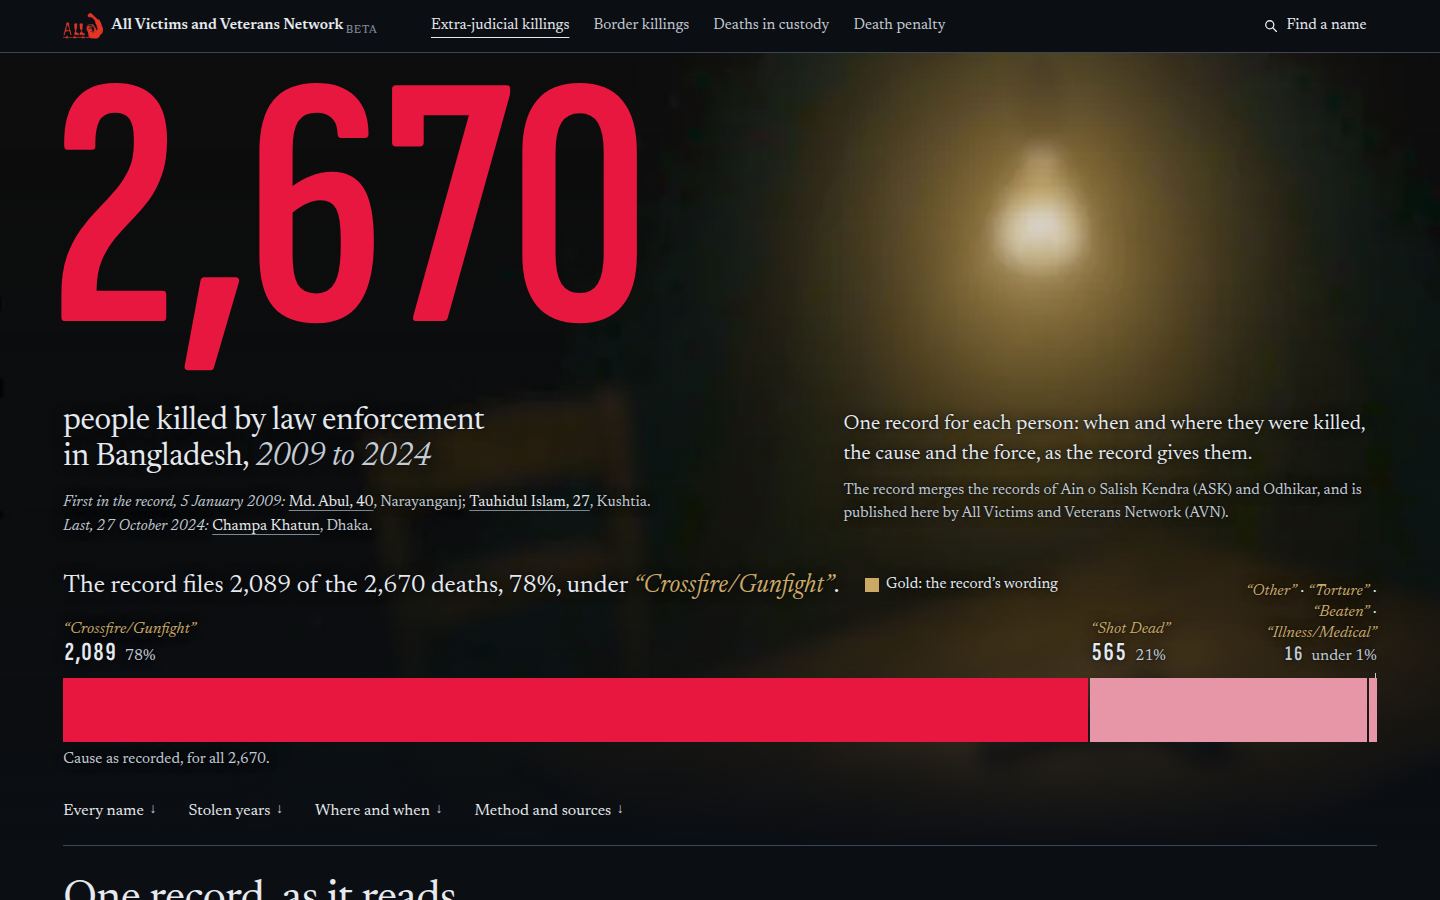 All Victims and Veterans Network BETA
Extra-judicial killings
Border killings
Deaths in custody
Death penalty
Find a name
2,670
people killed by law enforcement
in Bangladesh, 2009 to 2024
First in the record, 5 January 2009: Md. Abul, 40, Narayanganj; Tauhidul Islam, 27, Kushtia.
Last, 27 October 2024: Champa Khatun, Dhaka.
One record for each person: when and where they were killed,
the cause and the force, as the record gives them.
The record merges the records of Ain o Salish Kendra (ASK) and Odhikar, and is
published here by All Victims and Veterans Network (AVN).
The record files 2,089 of the 2,670 deaths, 78%, under “Crossfire/Gunfight”.
Gold: the record’s wording
“Crossfire/Gunfight”
2,089 78%
“Shot Dead”
565 21%
“Other” · “Torture” ·
“Beaten” ·
“Illness/Medical”
16 under 1%
Cause as recorded, for all 2,670.
Every name ↓
Stolen years ↓
Where and when ↓
Method and sources ↓
One record, as it reads